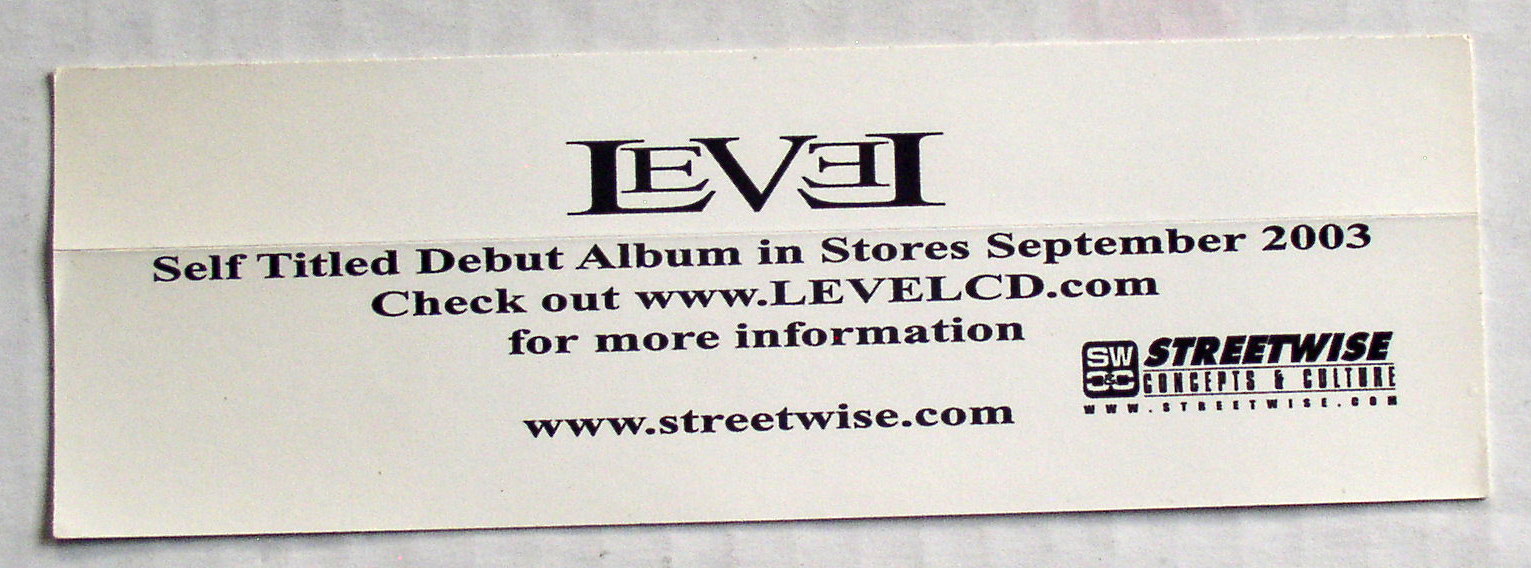 LEVEL
Self Titled Debut Album in Stores September 2003
Check out www.LEVELCD.com
for more information
www.streetwise.com
SW
C&C
STREETWISE
CONCEPTS & CULTURE
WWW.STREETWISE.COM